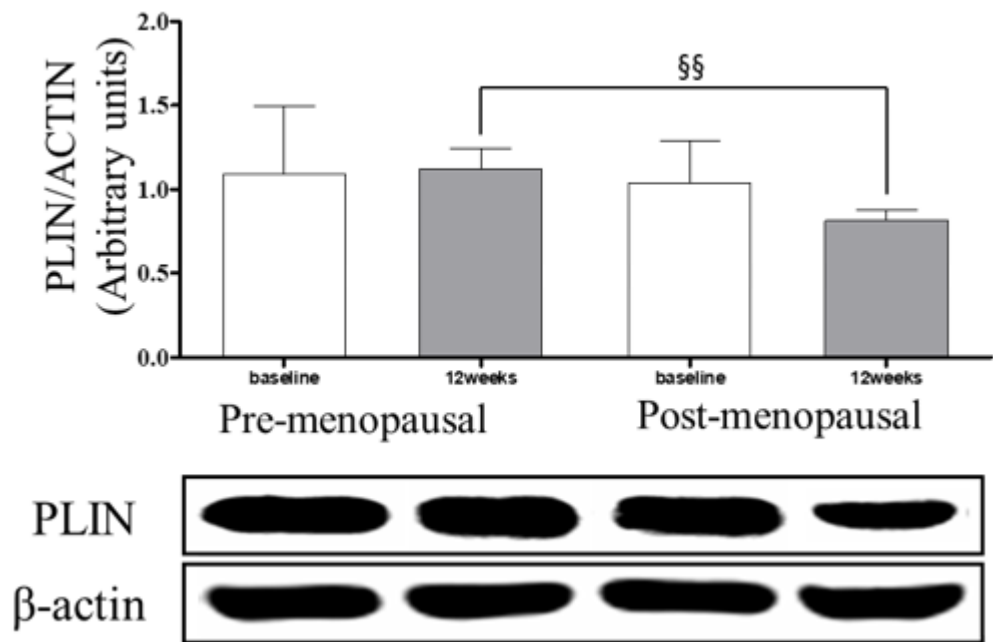 PLIN/ACTIN
(Arbitrary units)
2.0
1.5
1.0
0.5
0.0
§§
baseline 12weeks baseline 12weeks
Pre-menopausal Post-menopausal
PLIN
β-actin